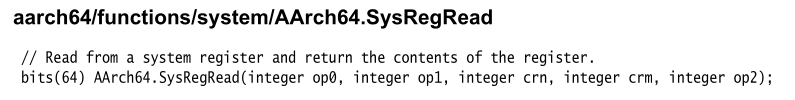 aarch64/functions/system/AArch64.SysRegRead
// Read from a system register and return the contents of the register.
bits(64) AArch64.SysRegRead(integer op0, integer op1, integer crn, integer crm, integer op2);